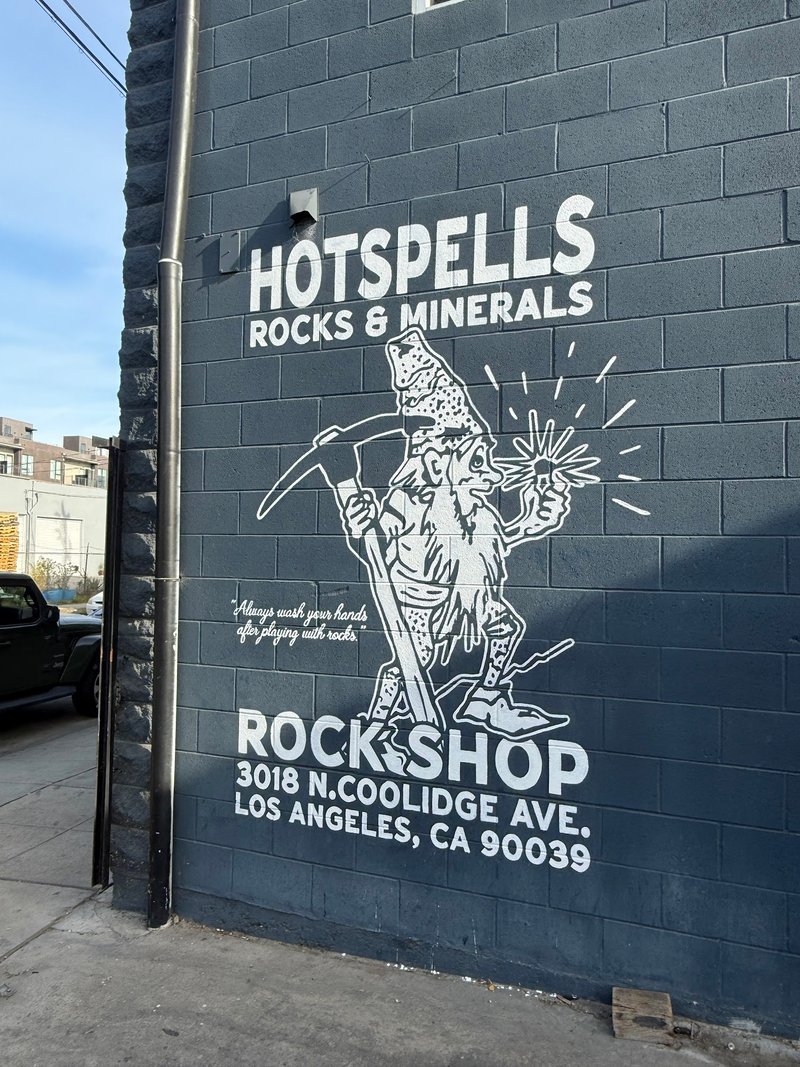 HOTSPELLS
ROCKS & MINERALS
"Always wash your hands
after playing with rocks."
ROCK SHOP
3018 N.COOLIDGE AVE.
LOS ANGELES, CA 90039